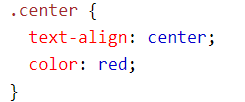 .center {
  text-align: center;
  color: red;
}